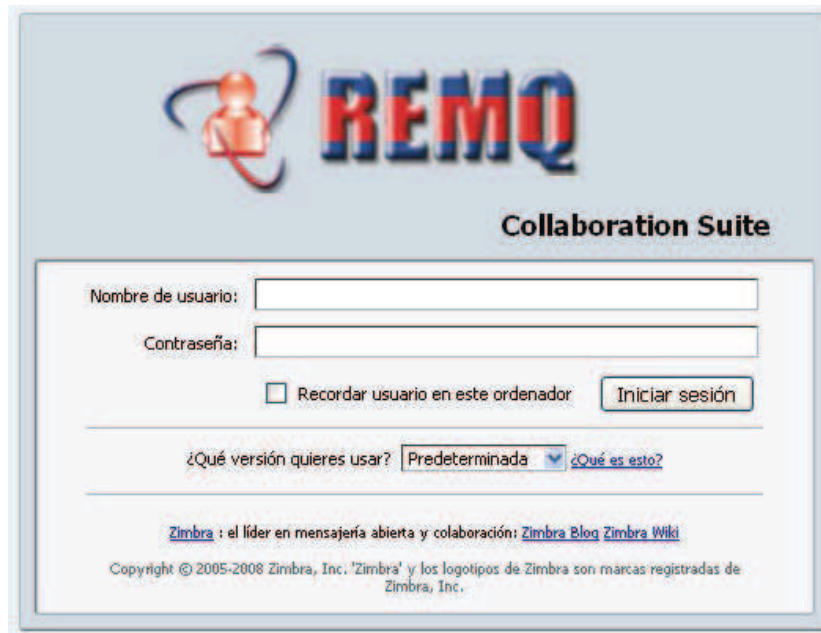 REMQ
Collaboration Suite
Nombre de usuario:
Contraseña:
Recordar usuario en este ordenador
Iniciar sesión
¿Qué versión quieres usar? Predeterminada ¿Qué es esto?
Zimbra : el líder en mensajería abierta y colaboración: Zimbra Blog Zimbra Wiki
Copyright © 2005-2008 Zimbra, Inc. 'Zimbra' y los logotipos de Zimbra son marcas registradas de
Zimbra, Inc.